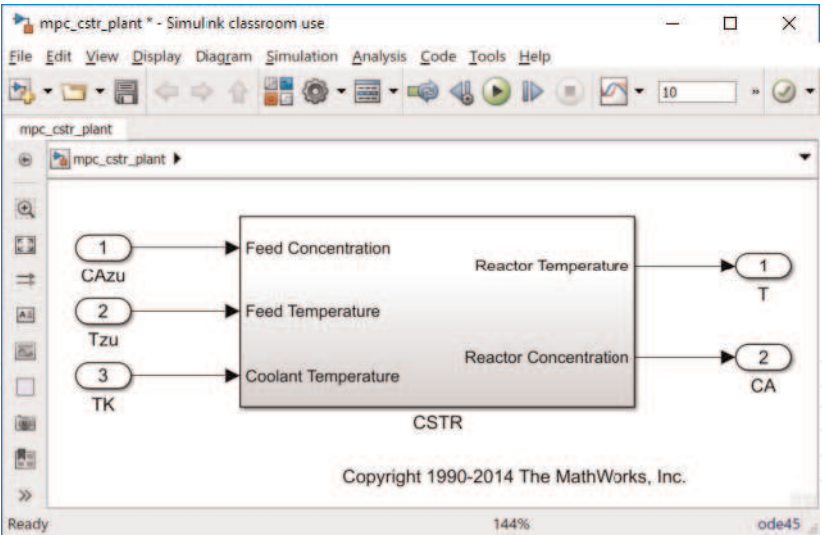 mpc_cstr_plant * - Simulink classroom use
File Edit View Display Diagram Simulation Analysis Code Tools Help
10 »
mpc_cstr_plant
mpc_cstr_plant
1
CAzu
Feed Concentration
Reactor Temperature
1
T
2
Tzu
Feed Temperature
3
TK
Coolant Temperature
Reactor Concentration
2
CA
CSTR
Copyright 1990-2014 The MathWorks, Inc.
»
Ready 144% ode45